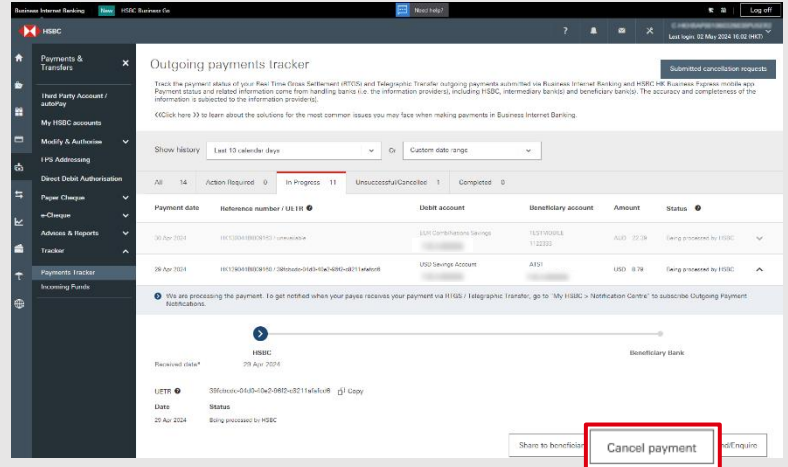 Business Internet Banking New HSBC Business Go Need help? Log off
HSBC
Last login: 02 May 2024 16:02 (HKT)
Payments & Transfers
Third Party Account / autoPay
My HSBC accounts
Modify & Authorise
FPS Addressing
Direct Debit Authorisation
Paper Cheque
e-Cheque
Advices & Reports
Tracker
Payments Tracker
Incoming Funds
Outgoing payments tracker
Submitted cancellation requests
Track the payment status of your Real Time Gross Settlement (RTGS) and Telegraphic Transfer outgoing payments submitted via Business Internet Banking and HSBC HK Business Express mobile app.
Payment status and related information come from handling banks (i.e. the information providers), including HSBC, intermediary bank(s) and beneficiary bank(s). The accuracy and completeness of the
information is subjected to the information provider(s).
<<Click here >> to learn about the solutions for the most common issues you may face when making payments in Business Internet Banking.
Show history Last 10 calendar days Or Custom date range
All 14 Action Required 0 In Progress 11 Unsuccessful/Cancelled 1 Completed 0
Payment date Reference number / UETR Debit account Beneficiary account Amount Status
30 Apr 2024 Being processed by HSBC
1122333
USD Savings Account
29 Apr 2024 USD 9.79 Being processed by HSBC
We are processing the payment. To get notified when your payee receives your payment via RTGS / Telegraphic Transfer, go to "My HSBC > Notification Centre" to subscribe Outgoing Payment
Notifications.
HSBC Beneficiary Bank
Received date* 29 Apr 2024
UETR Copy
Date Status
29 Apr 2024 Being processed by HSBC
Share to beneficiary Cancel payment nd/Enquire